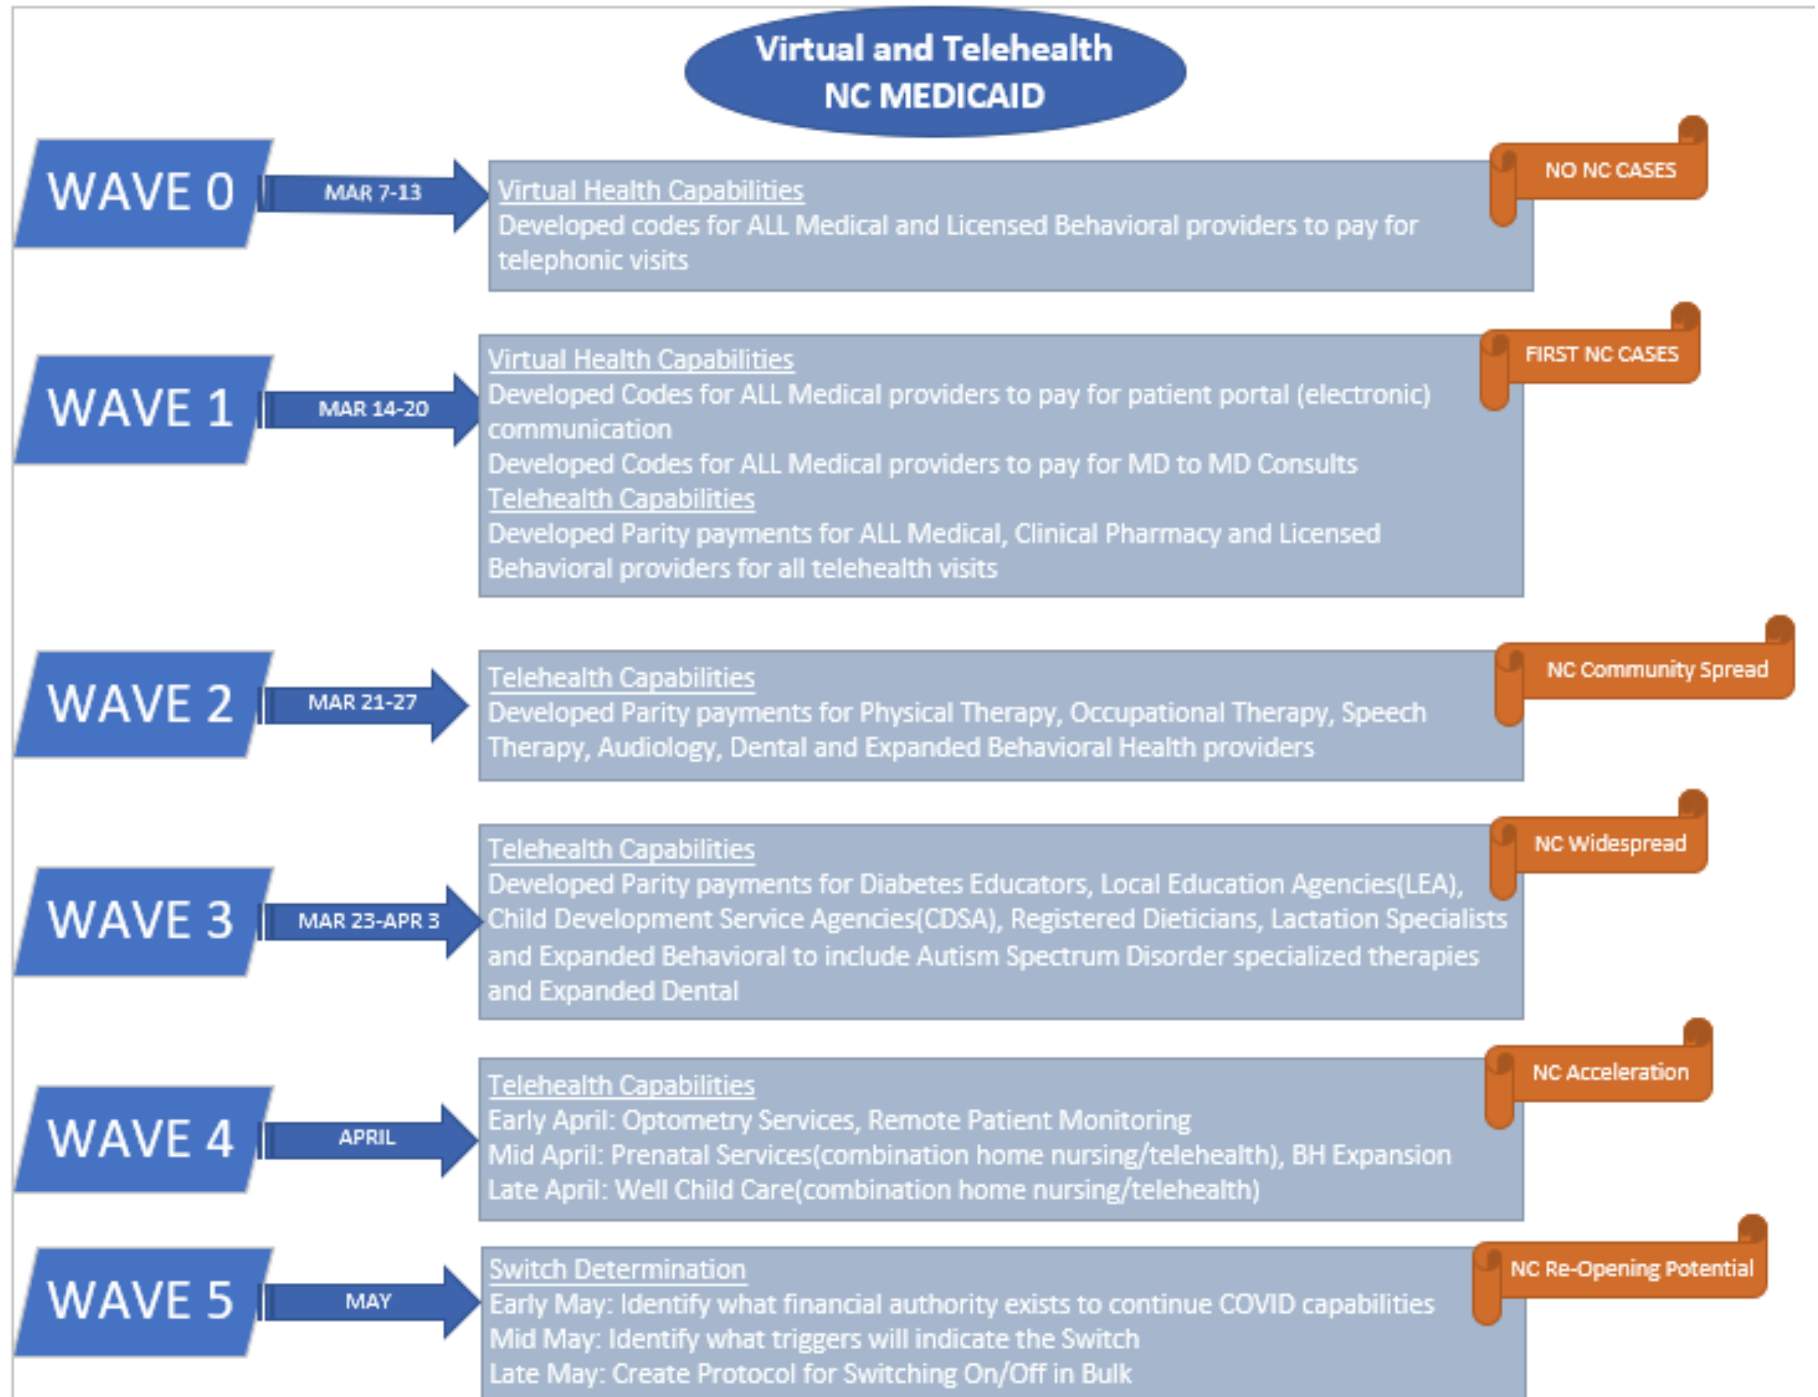 Virtual and Telehealth
NC MEDICAID
WAVE 0
MAR 7-13
Virtual Health Capabilities
Developed codes for ALL Medical and Licensed Behavioral providers to pay for
telephonic visits
NO NC CASES
WAVE 1
MAR 14-20
Virtual Health Capabilities
Developed Codes for ALL Medical providers to pay for patient portal (electronic)
communication
Developed Codes for ALL Medical providers to pay for MD to MD Consults
Telehealth Capabilities
Developed Parity payments for ALL Medical, Clinical Pharmacy and Licensed
Behavioral providers for all telehealth visits
FIRST NC CASES
WAVE 2
MAR 21-27
Telehealth Capabilities
Developed Parity payments for Physical Therapy, Occupational Therapy, Speech
Therapy, Audiology, Dental and Expanded Behavioral Health providers
NC Community Spread
WAVE 3
MAR 23-APR 3
Telehealth Capabilities
Developed Parity payments for Diabetes Educators, Local Education Agencies(LEA),
Child Development Service Agencies(CDSA), Registered Dieticians, Lactation Specialists
and Expanded Behavioral to include Autism Spectrum Disorder specialized therapies
and Expanded Dental
NC Widespread
WAVE 4
APRIL
Telehealth Capabilities
Early April: Optometry Services, Remote Patient Monitoring
Mid April: Prenatal Services(combination home nursing/telehealth), BH Expansion
Late April: Well Child Care(combination home nursing/telehealth)
NC Acceleration
WAVE 5
MAY
Switch Determination
Early May: Identify what financial authority exists to continue COVID capabilities
Mid May: Identify what triggers will indicate the Switch
Late May: Create Protocol for Switching On/Off in Bulk
NC Re-Opening Potential